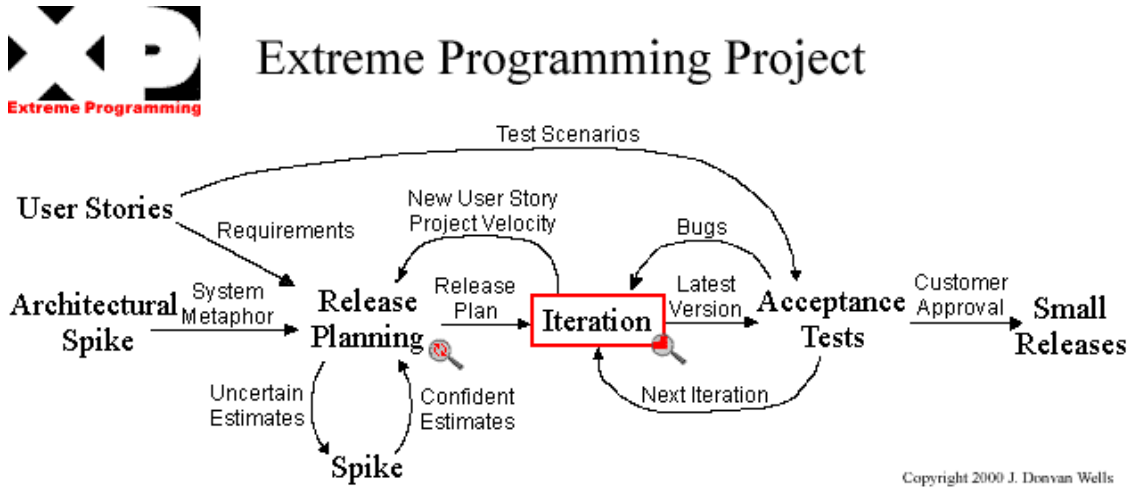 XP
Extreme Programming
Extreme Programming Project
Test Scenarios
User Stories
New User Story
Project Velocity
Bugs
Requirements
Architectural
Spike
System
Metaphor
Release
Planning
Release
Plan
Iteration
Latest
Version
Acceptance
Tests
Customer
Approval
Small
Releases
Uncertain
Estimates
Confident
Estimates
Next Iteration
Spike
Copyright 2000 J. Donvan Wells